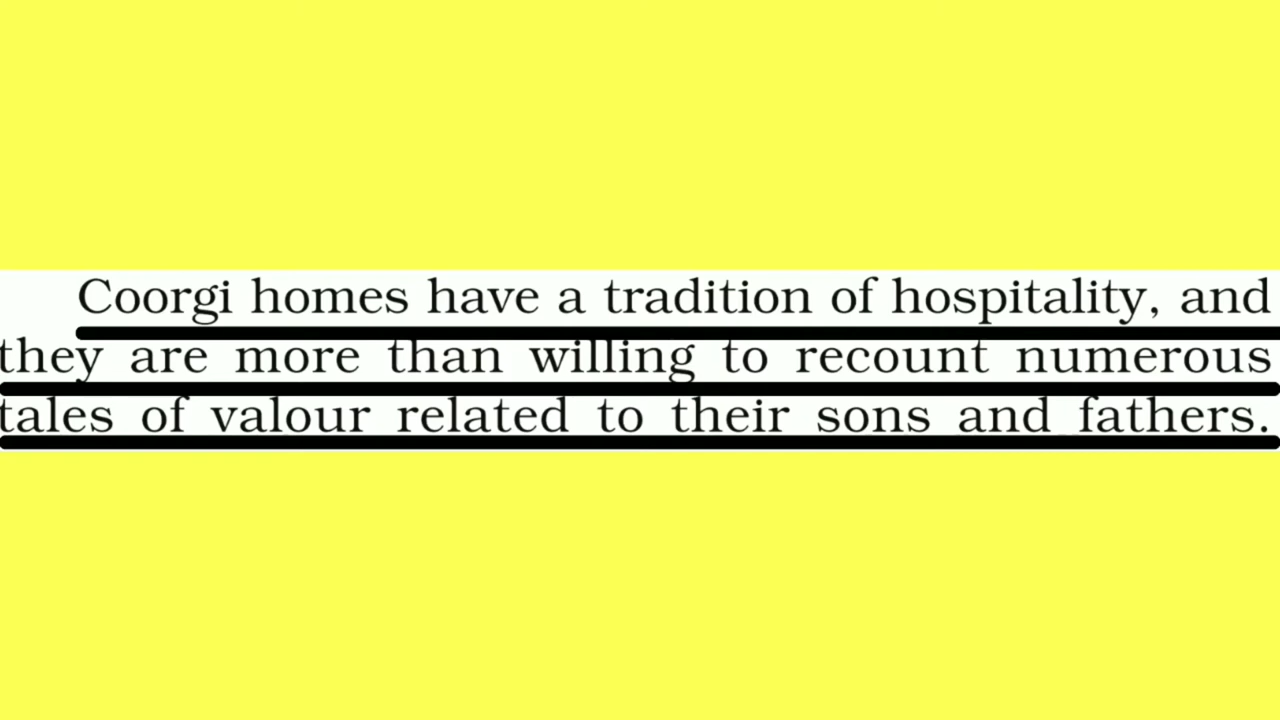 Coorgi homes have a tradition of hospitality, and
they are more than willing to recount numerous
tales of valour related to their sons and fathers.